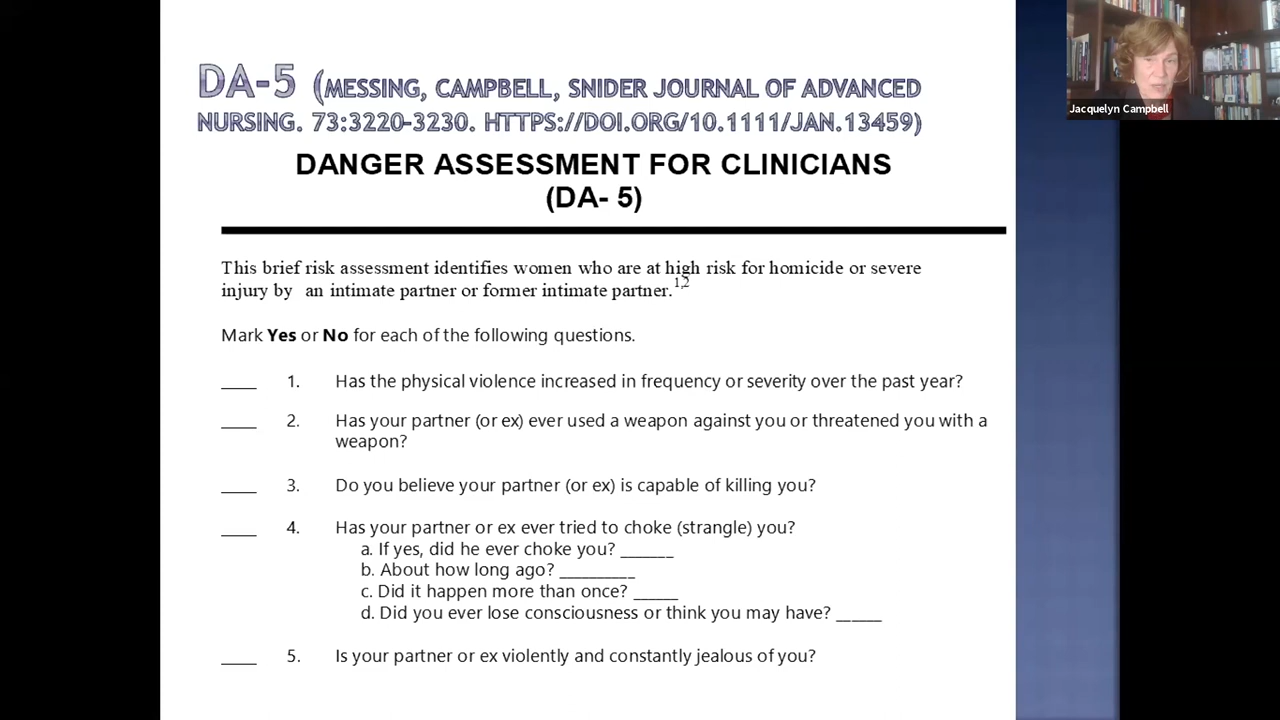 DA-5 (MESSING, CAMPBELL, SNIDER JOURNAL OF ADVANCED
NURSING. 73:3220-3230. HTTPS://DOI.ORG/10.1111/JAN.13459)
Jacquelyn Campbell
DANGER ASSESSMENT FOR CLINICIANS
(DA- 5)
This brief risk assessment identifies women who are at high risk for homicide or severe
injury by an intimate partner or former intimate partner.1,2
Mark Yes or No for each of the following questions.
____ 1. Has the physical violence increased in frequency or severity over the past year?
____ 2. Has your partner (or ex) ever used a weapon against you or threatened you with a
weapon?
____ 3. Do you believe your partner (or ex) is capable of killing you?
____ 4. Has your partner or ex ever tried to choke (strangle) you?
a. If yes, did he ever choke you? _______
b. About how long ago? __________
c. Did it happen more than once? ______
d. Did you ever lose consciousness or think you may have? ______
____ 5. Is your partner or ex violently and constantly jealous of you?